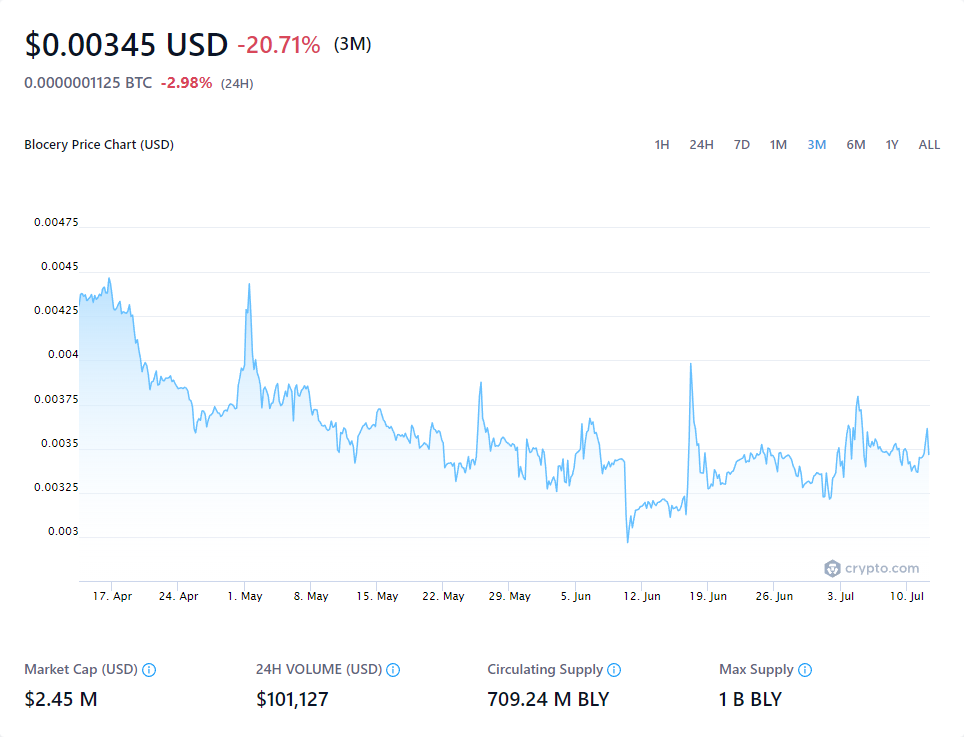 $0.00345 USD -20.71% (3M)
0.0000001125 BTC -2.98% (24H)
Blocery Price Chart (USD) 1H 24H 7D 1M 3M 6M 1Y ALL
0.00475
0.0045
0.00425
0.004
0.00375
0.0035
0.00325
0.003
crypto.com
17. Apr 24. Apr 1. May 8. May 15. May 22. May 29. May 5. Jun 12. Jun 19. Jun 26. Jun 3. Jul 10. Jul
Market Cap (USD) 24H VOLUME (USD) Circulating Supply Max Supply
$2.45 M $101,127 709.24 M BLY 1 B BLY